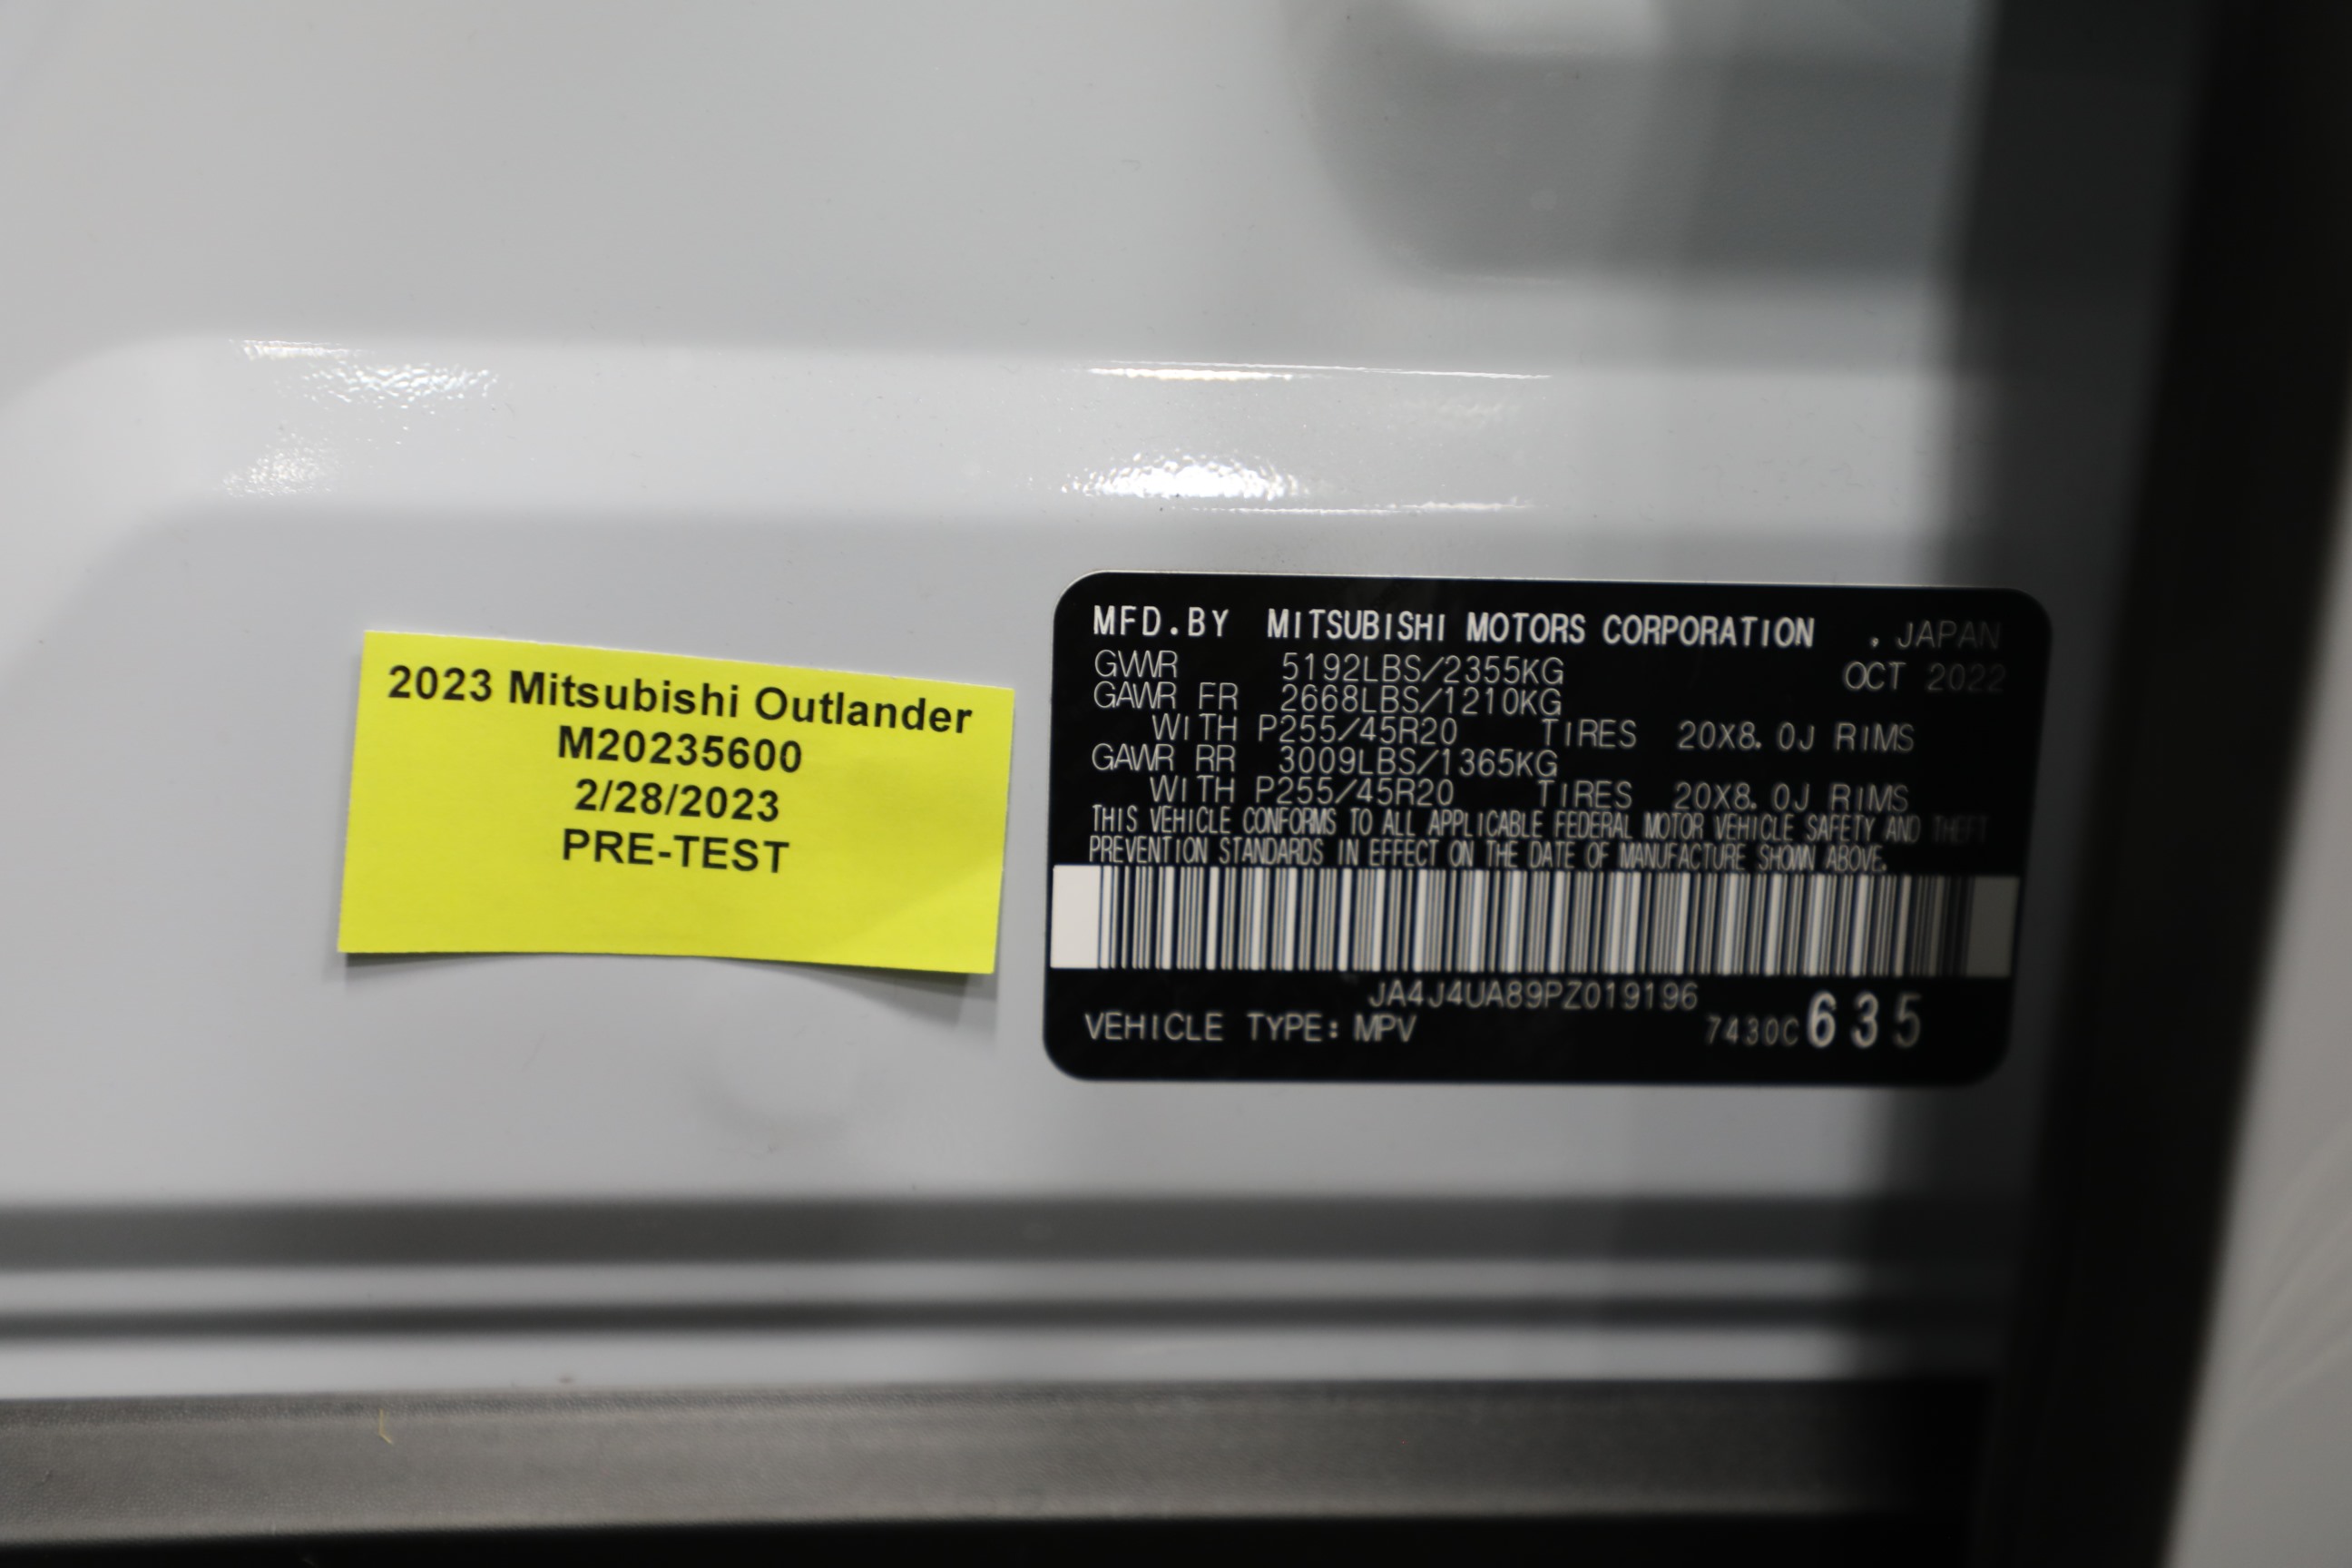 2023 Mitsubishi Outlander
M20235600
2/28/2023
PRE-TEST
MFD.BY MITSUBISHI MOTORS CORPORATION , JAPAN
GVWR 5192LBS/2355KG OCT 2022
GAWR FR 2668LBS/1210KG
WITH P255/45R20 TIRES 20X8.0J RIMS
GAWR RR 3009LBS/1365KG
WITH P255/45R20 TIRES 20X8.0J RIMS
THIS VEHICLE CONFORMS TO ALL APPLICABLE FEDERAL MOTOR VEHICLE SAFETY AND THEFT
PREVENTION STANDARDS IN EFFECT ON THE DATE OF MANUFACTURE SHOWN ABOVE.
JA4J4UA89PZ019196
VEHICLE TYPE: MPV 7430C635